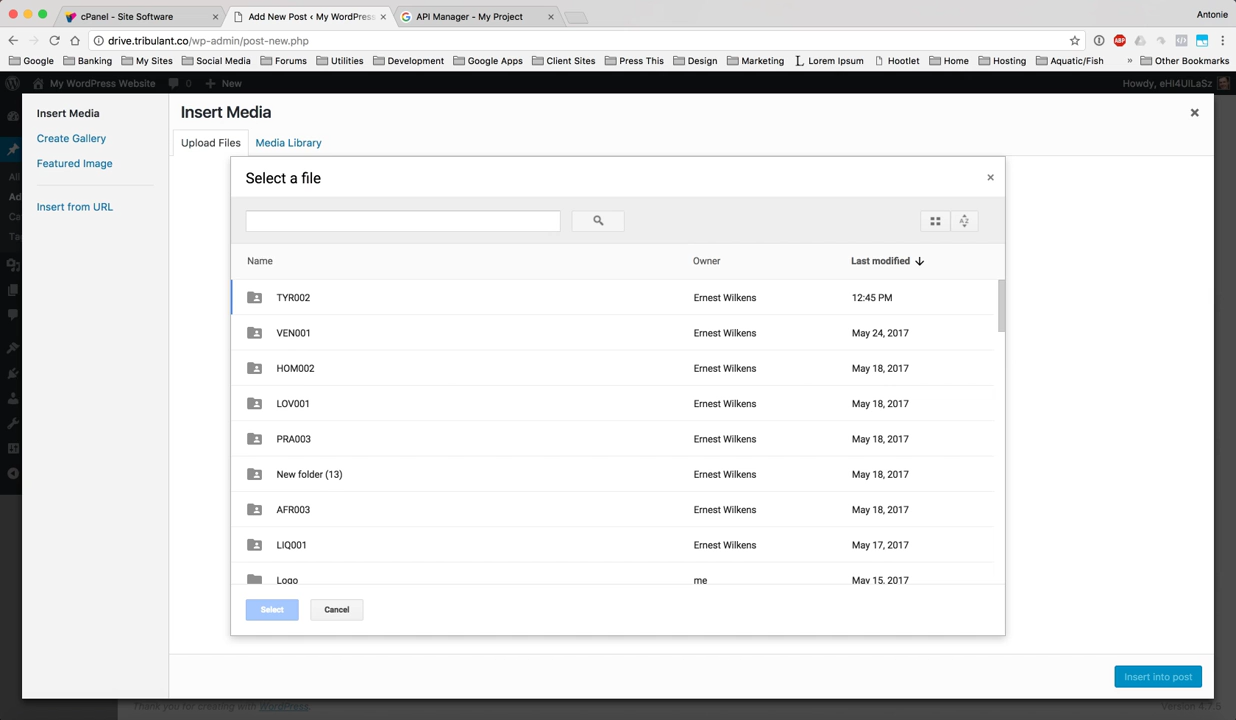 cPanel - Site Software
Add New Post ‹ My WordPress
API Manager - My Project
Antonie
drive.tribulant.co/wp-admin/post-new.php
ABP
Google
Banking
My Sites
Social Media
Forums
Utilities
Development
Google Apps
Client Sites
Press This
Design
Marketing
Lorem Ipsum
Hootlet
Home
Hosting
Aquatic/Fish
» Other Bookmarks
My WordPress Website
0
New
Howdy, eHl4UILaSz
Insert Media
Create Gallery
Featured Image
Insert from URL
Insert Media
Upload Files
Media Library
Select a file
Name Owner Last modified
TYR002 Ernest Wilkens 12:45 PM
VEN001 Ernest Wilkens May 24, 2017
HOM002 Ernest Wilkens May 18, 2017
LOV001 Ernest Wilkens May 18, 2017
PRA003 Ernest Wilkens May 18, 2017
New folder (13) Ernest Wilkens May 18, 2017
AFR003 Ernest Wilkens May 18, 2017
LIQ001 Ernest Wilkens May 17, 2017
Logo me May 15, 2017
Select
Cancel
Insert into post
Thank you for creating with WordPress.
Version 4.7.5